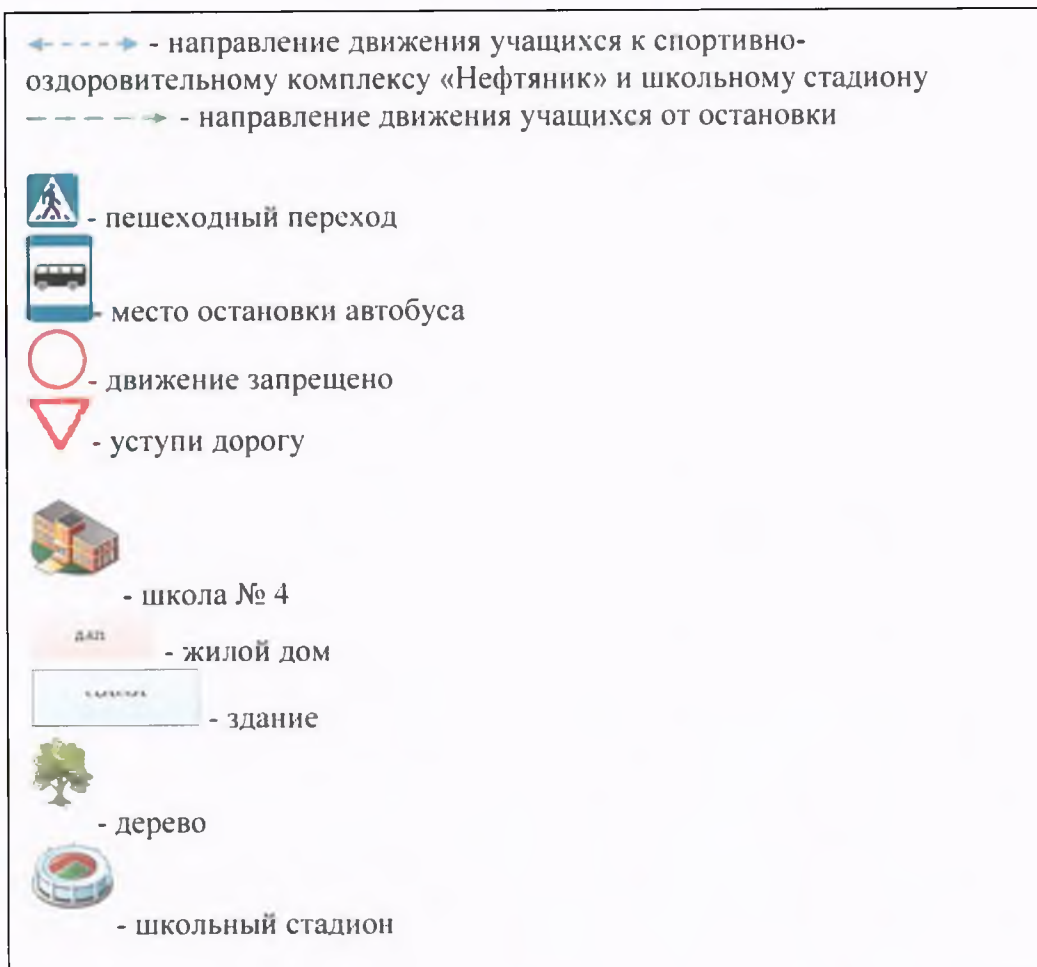 - направление движения учащихся к спортивно-
оздоровительному комплексу «Нефтяник» и школьному стадиону
- направление движения учащихся от остановки
- пешеходный переход
- место остановки автобуса
- движение запрещено
- уступи дорогу
- школа № 4
- жилой дом
- здание
- дерево
- школьный стадион